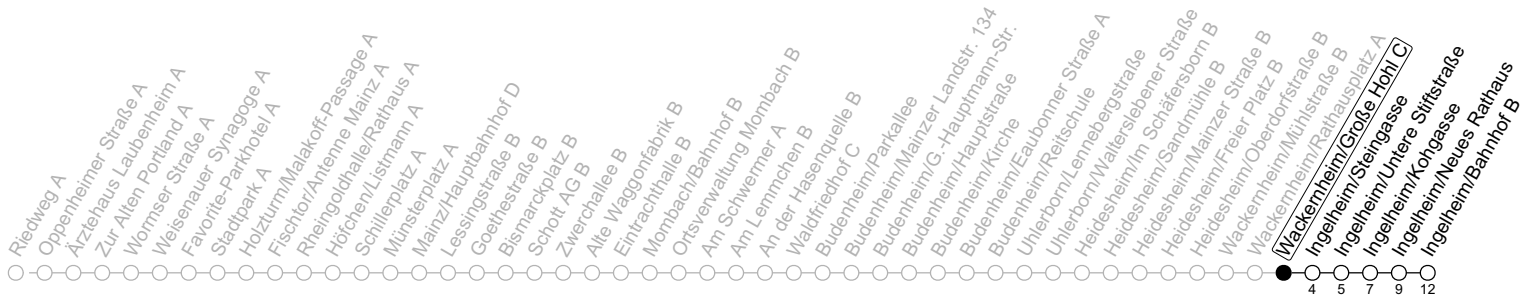 Riedweg A
Oppenheimer Straße A
Ärztehaus Laubenheim A
Zur Alten Portland A
Wormser Straße A
Weisenauer Synagoge A
Favorite-Parkhotel A
Stadtpark A
Holzturm/Malakoff-Passage A
Fischtor/Antenne Mainz A
Rheingoldhalle/Rathaus A
Höfchen/Listmann A
Schillerplatz A
Münsterplatz A
Mainz/Hauptbahnhof D
Lessingstraße B
Goethestraße B
Bismarckplatz B
Schott AG B
Zwerchallee B
Alte Waggonfabrik B
Eintrachthalle B
Mombach/Bahnhof B
Ortsverwaltung Mombach B
Am Schwermer A
Am Lemmchen B
An der Hasenquelle B
Waldfriedhof C
Budenheim/Parkallee
Budenheim/Mainzer Landstr. 134
Budenheim/G.-Hauptmann-Str.
Budenheim/Hauptstraße
Budenheim/Kirche
Budenheim/Eaubonner Straße A
Budenheim/Reitschule
Uhlerborn/Lennebergstraße
Uhlerborn/Walterslebener Straße
Heidesheim/Im Schäfersborn B
Heidesheim/Sandmühle B
Heidesheim/Mainzer Straße B
Heidesheim/Freier Platz B
Heidesheim/Oberdorfstraße B
Wackernheim/Mühlstraße B
Wackernheim/Rathausplatz A
Wackernheim/Große Hohl C
Ingelheim/Steingasse
Ingelheim/Untere Stiftstraße
Ingelheim/Kohgasse
Ingelheim/Neues Rathaus
Ingelheim/Bahnhof B
4 5 7 9 12